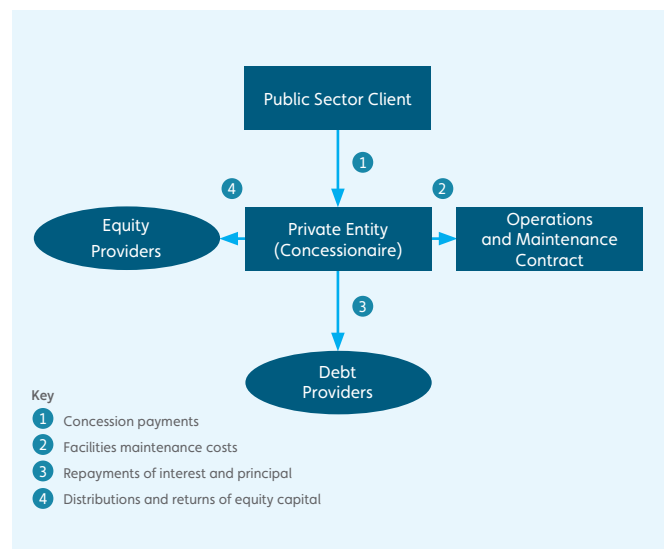 Public Sector Client
1
4
2
Equity
Providers
Private Entity
(Concessionaire)
Operations
and Maintenance
Contract
3
Debt
Providers
Key
1 Concession payments
2 Facilities maintenance costs
3 Repayments of interest and principal
4 Distributions and returns of equity capital